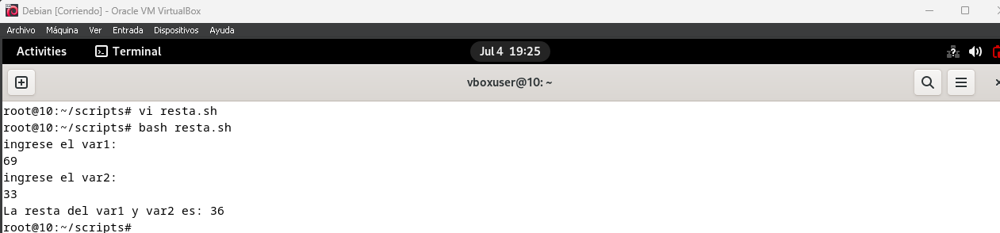 Debian [Corriendo] - Oracle VM VirtualBox
Archivo Máquina Ver Entrada Dispositivos Ayuda
Activities Terminal Jul 4 19:25
vboxuser@10: ~
root@10:~/scripts# vi resta.sh
root@10:~/scripts# bash resta.sh
ingrese el var1:
69
ingrese el var2:
33
La resta del var1 y var2 es: 36
root@10:~/scripts#